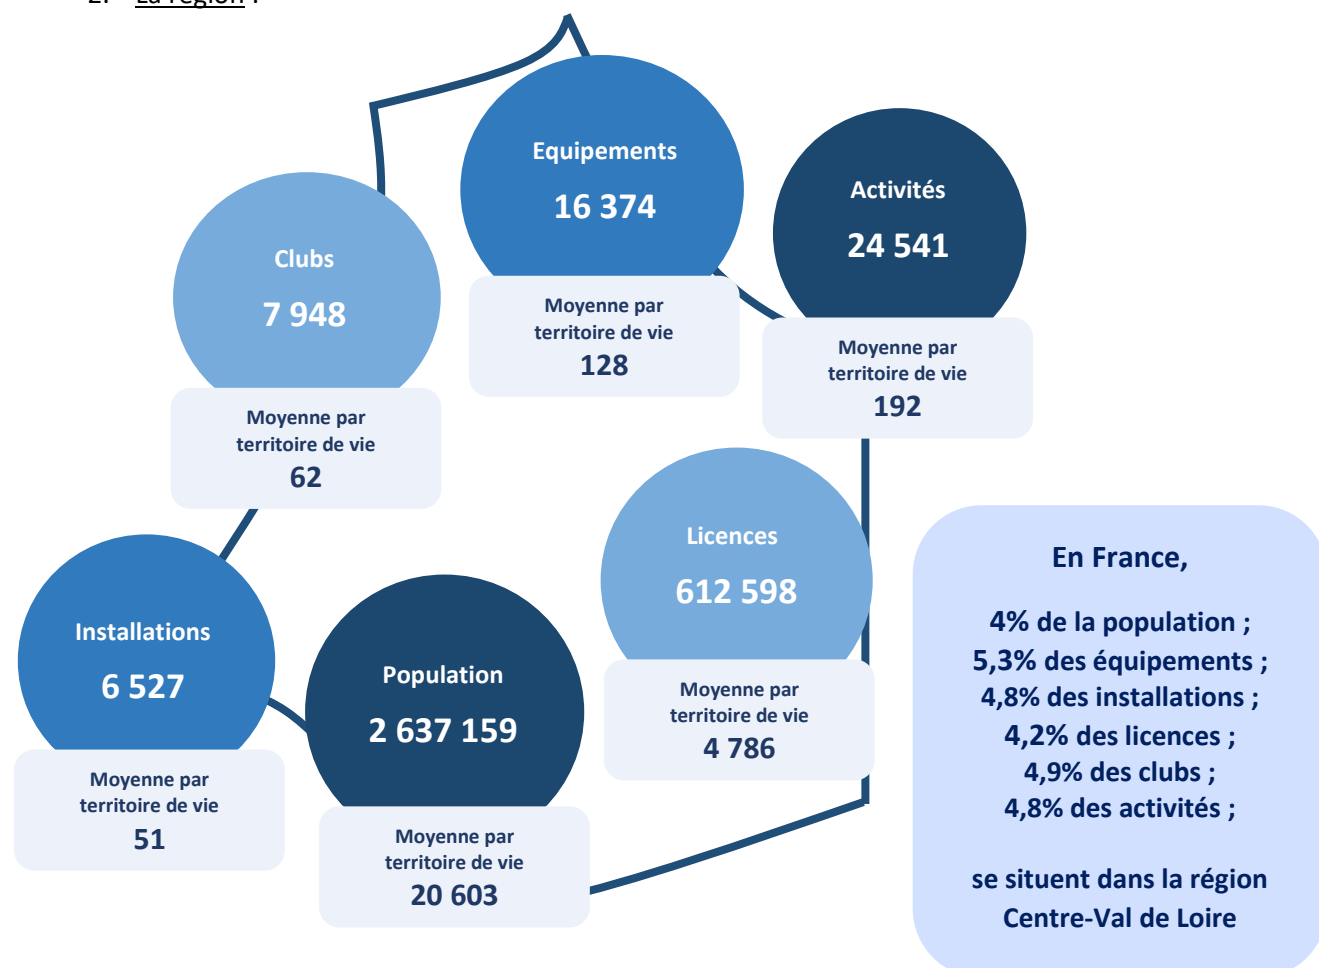 2. La région :
Equipements
16 374
Moyenne par
territoire de vie
128
Activités
24 541
Moyenne par
territoire de vie
192
Clubs
7 948
Moyenne par
territoire de vie
62
Licences
612 598
Moyenne par
territoire de vie
4 786
Installations
6 527
Moyenne par
territoire de vie
51
Population
2 637 159
Moyenne par
territoire de vie
20 603
En France,
4% de la population ;
5,3% des équipements ;
4,8% des installations ;
4,2% des licences ;
4,9% des clubs ;
4,8% des activités ;
se situent dans la région
Centre-Val de Loire